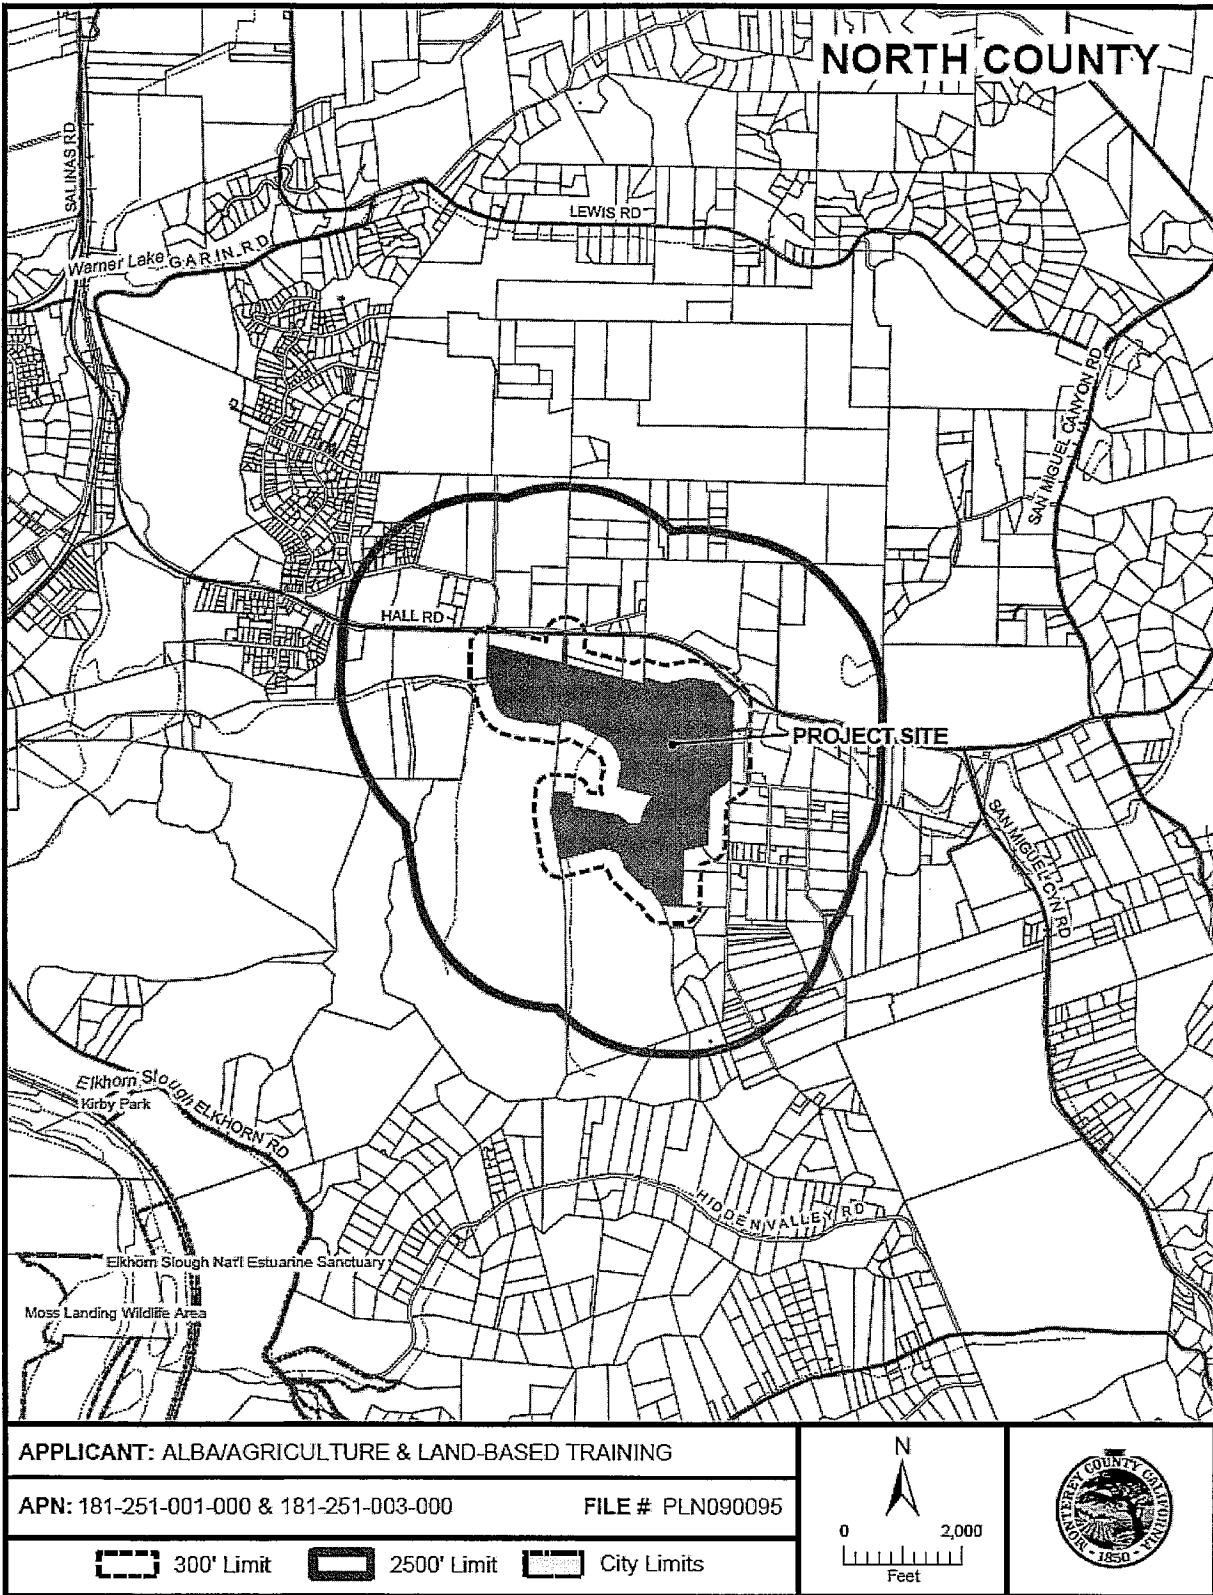 NORTH COUNTY
SALINAS RD
LEWIS RD
Warner Lake
GARIN RD
SAN MIGUEL CANYON RD
HALL RD
PROJECT SITE
SAN MIGUEL CYN RD
Elkhorn Slough
Kirby Park
ELKHORN RD
HIDDEN VALLEY RD
Elkhorn Slough Nat'l Estuarine Sanctuary
Moss Landing Wildlife Area
APPLICANT: ALBA/AGRICULTURE & LAND-BASED TRAINING
APN: 181-251-001-000 & 181-251-003-000 FILE # PLN090095
300' Limit 2500' Limit City Limits
N
0 2,000
Feet
MONTEREY COUNTY CALIFORNIA
1850